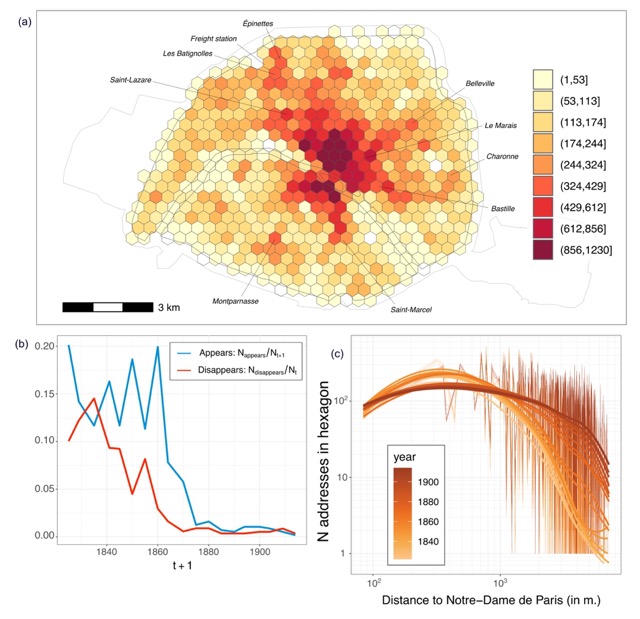 (a)
Épinettes
Freight station
Les Batignolles
Saint-Lazare
Belleville
Le Marais
Charonne
Bastille
Montparnasse
Saint-Marcel
3 km
(1,53]
(53,113]
(113,174]
(174,244]
(244,324]
(324,429]
(429,612]
(612,856]
(856,1230]
(b)
Appears: Nappears/Nt+1
Disappears: Ndisappears/Nt
0.20
0.15
0.10
0.05
0.00
1840 1860 1880 1900
t + 1
(c)
N addresses in hexagon
10²
10
1
year
1900
1880
1860
1840
10² 10³
Distance to Notre-Dame de Paris (in m.)